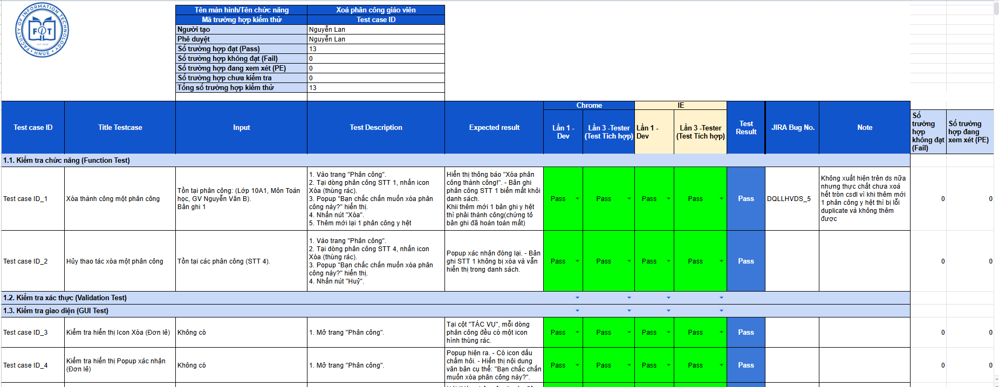 FACULTY OF INFORMATION TECHNOLOGY
FiT
EST 2003
• HNUE •
Tên màn hình/Tên chức năng Xoá phân công giáo viên
Mã trường hợp kiểm thử Test case ID
Người tạo Nguyễn Lan
Phê duyệt Nguyễn Lan
Số trường hợp đạt (Pass) 13
Số trường hợp không đạt (Fail) 0
Số trường hợp đang xem xét (PE) 0
Số trường hợp chưa kiểm tra 0
Tổng số trường hợp kiểm thử 13
Test case ID
Title Testcase
Input
Test Description
Expected result
Chrome
Lần 1 -
Dev
Lần 3 -Tester
(Test Tích hợp)
IE
Lần 1 -
Dev
Lần 3 -Tester
(Test Tích hợp)
Test
Result
JIRA Bug No.
Note
Số
trường
hợp
không đạt
(Fail)
Số trường
hợp đang
xem xét (PE)
1.1. Kiểm tra chức năng (Function Test)
Test case ID_1
Xóa thành công một phân công
Tồn tại phân công: (Lớp 10A1, Môn Toán
học, GV Nguyễn Văn B).
Bản ghi 1
1. Vào trang "Phân công".
2. Tại dòng phân công STT 1, nhấn icon
Xóa (thùng rác).
3. Popup "Bạn chắc chắn muốn xóa phân
công này?" hiển thị.
4. Nhấn nút "Xóa".
5. Thêm mới lại 1 phân công y hệt
Hiển thị thông báo "Xóa phân
công thành công!". - Bản ghi
phân công STT 1 biến mất khỏi
danh sách.
Khii thêm mới 1 bản ghi y hệt
thì phải thành công(chứng tỏ
bản ghi đã hoàn toàn mất)
Pass
Pass
Pass
Pass
Pass
DQLLHVDS_5
Không xuất hiện trên ds nữa
nhưng thực chất chưa xoá
hết tròn csdl vì khi thêm mới
1 phân công y hệt thì bị lỗi
duplicate và không thêm
được
0
0
Test case ID_2
Hủy thao tác xóa một phân công
Tồn tại các phân công (STT 4).
1. Vào trang "Phân công".
2. Tại dòng phân công STT 4, nhấn icon
Xóa (thùng rác).
3. Popup "Bạn chắc chắn muốn xóa phân
công này?" hiển thị.
4. Nhấn nút "Huỷ".
Popup xác nhận đóng lại. - Bản
ghi STT 1 không bị xóa và vẫn
hiển thị trong danh sách.
Pass
Pass
Pass
Pass
Pass
0
0
1.2. Kiểm tra xác thực (Validation Test)
1.3. Kiểm tra giao diện (GUI Test)
Test case ID_3
Kiểm tra hiển thị Icon Xóa (Đơn lẻ)
Không có
1. Mở trang "Phân công".
Tại cột "TÁC VỤ", mỗi dòng
phân công đều có một icon
hình thùng rác.
Pass
Pass
Pass
Pass
Pass
0
0
Test case ID_4
Kiểm tra hiển thị Popup xác nhận
(Đơn lẻ)
Không có
1. Mở trang "Phân công".
Popup hiện ra. - Có icon dấu
chấm hỏi. - Hiển thị nội dung
văn bản cụ thể: "Bạn chắc chắn
muốn xóa phân công này?".
Pass
Pass
Pass
Pass
Pass
0
0